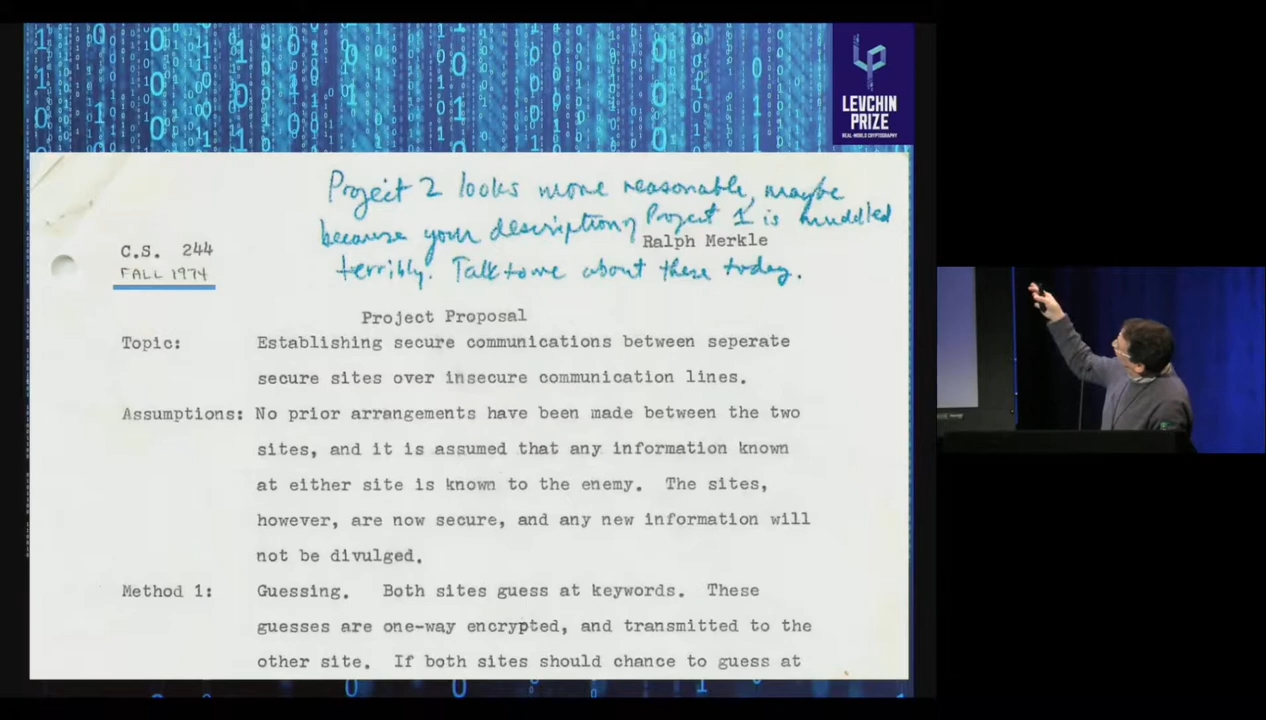 LEVCHIN
PRIZE
REAL-WORLD CRYPTOGRAPHY
Project 2 looks more reasonable, maybe
because your description of Project 1 is muddled
terribly. Talk to me about these today.
Ralph Merkle
C.S. 244
FALL 1974
Project Proposal
Topic: Establishing secure communications between seperate
secure sites over insecure communication lines.
Assumptions: No prior arrangements have been made between the two
sites, and it is assumed that any information known
at either site is known to the enemy. The sites,
however, are now secure, and any new information will
not be divulged.
Method 1: Guessing. Both sites guess at keywords. These
guesses are one-way encrypted, and transmitted to the
other site. If both sites should chance to guess at